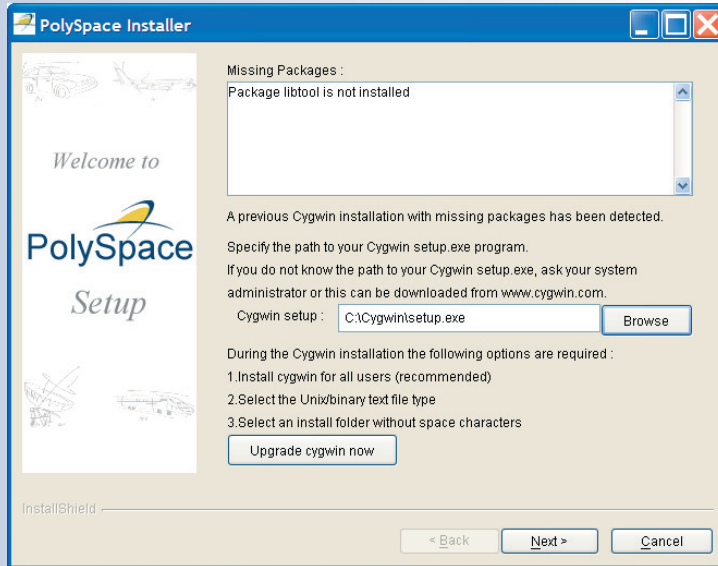 PolySpace Installer
Welcome to
PolySpace
Setup
Missing Packages :
Package libtool is not installed
A previous Cygwin installation with missing packages has been detected.
Specify the path to your Cygwin setup.exe program.
If you do not know the path to your Cygwin setup.exe, ask your system
administrator or this can be downloaded from www.cygwin.com.
Cygwin setup : C:\Cygwin\setup.exe Browse
During the Cygwin installation the following options are required :
1.Install cygwin for all users (recommended)
2.Select the Unix/binary text file type
3.Select an install folder without space characters
Upgrade cygwin now
InstallShield
< Back Next > Cancel